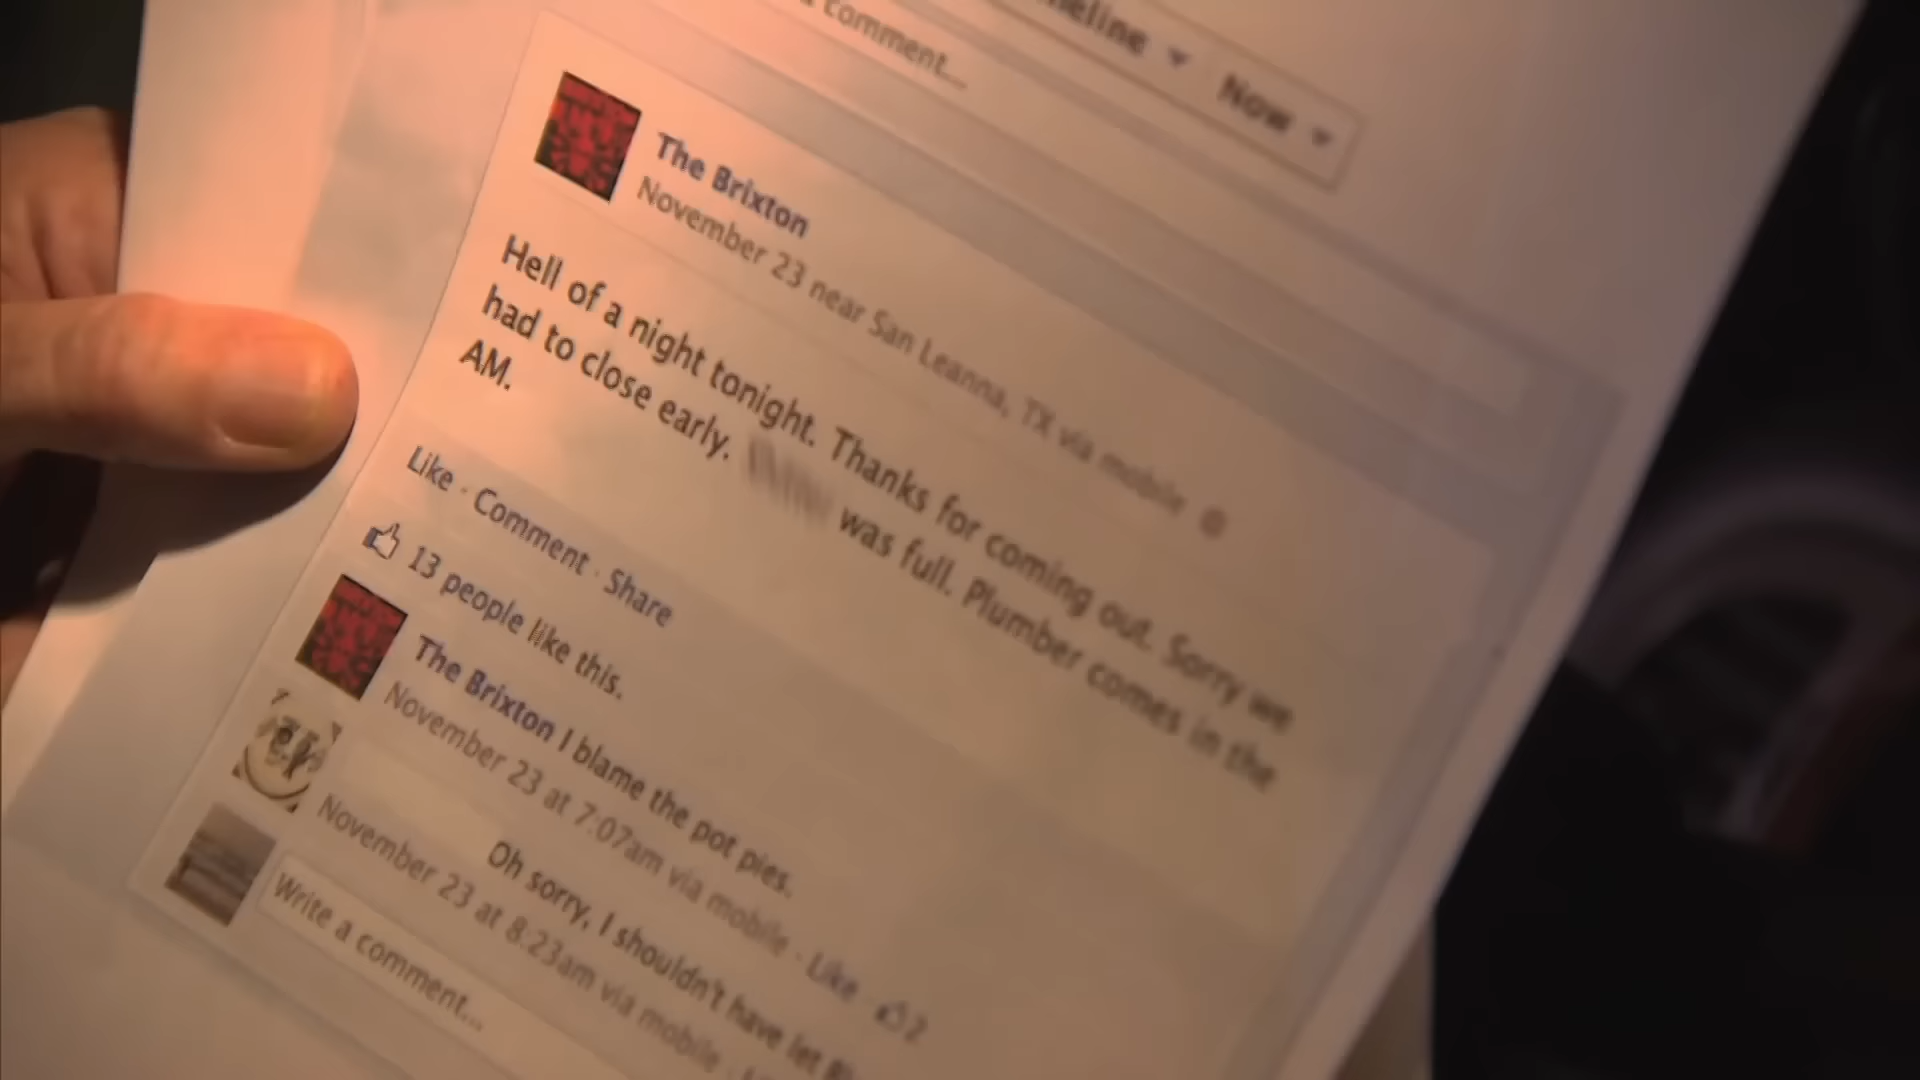 comment...
Now
The Brixton
November 23 near San Leanna, TX via mobile
Hell of a night tonight. Thanks for coming out. Sorry we
had to close early. was full. Plumber comes in the
AM.
Like · Comment · Share
13 people like this.
The Brixton I blame the pot pies.
November 23 at 7:07am via mobile · Like · 2
Oh sorry, I shouldn't have let
November 23 at 8:23am via mobile ·
Write a comment...